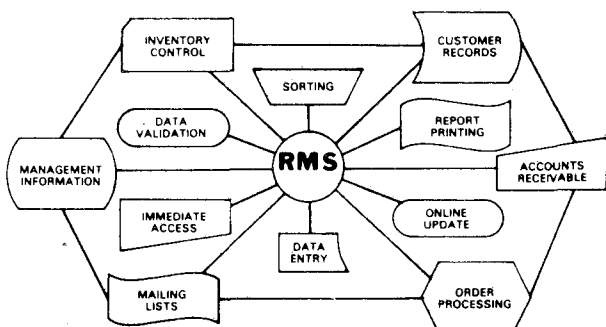 INVENTORY
CONTROL
CUSTOMER
RECORDS
SORTING
DATA
VALIDATION
REPORT
PRINTING
RMS
MANAGEMENT
INFORMATION
ACCOUNTS
RECEIVABLE
IMMEDIATE
ACCESS
ONLINE
UPDATE
DATA
ENTRY
MAILING
LISTS
ORDER
PROCESSING